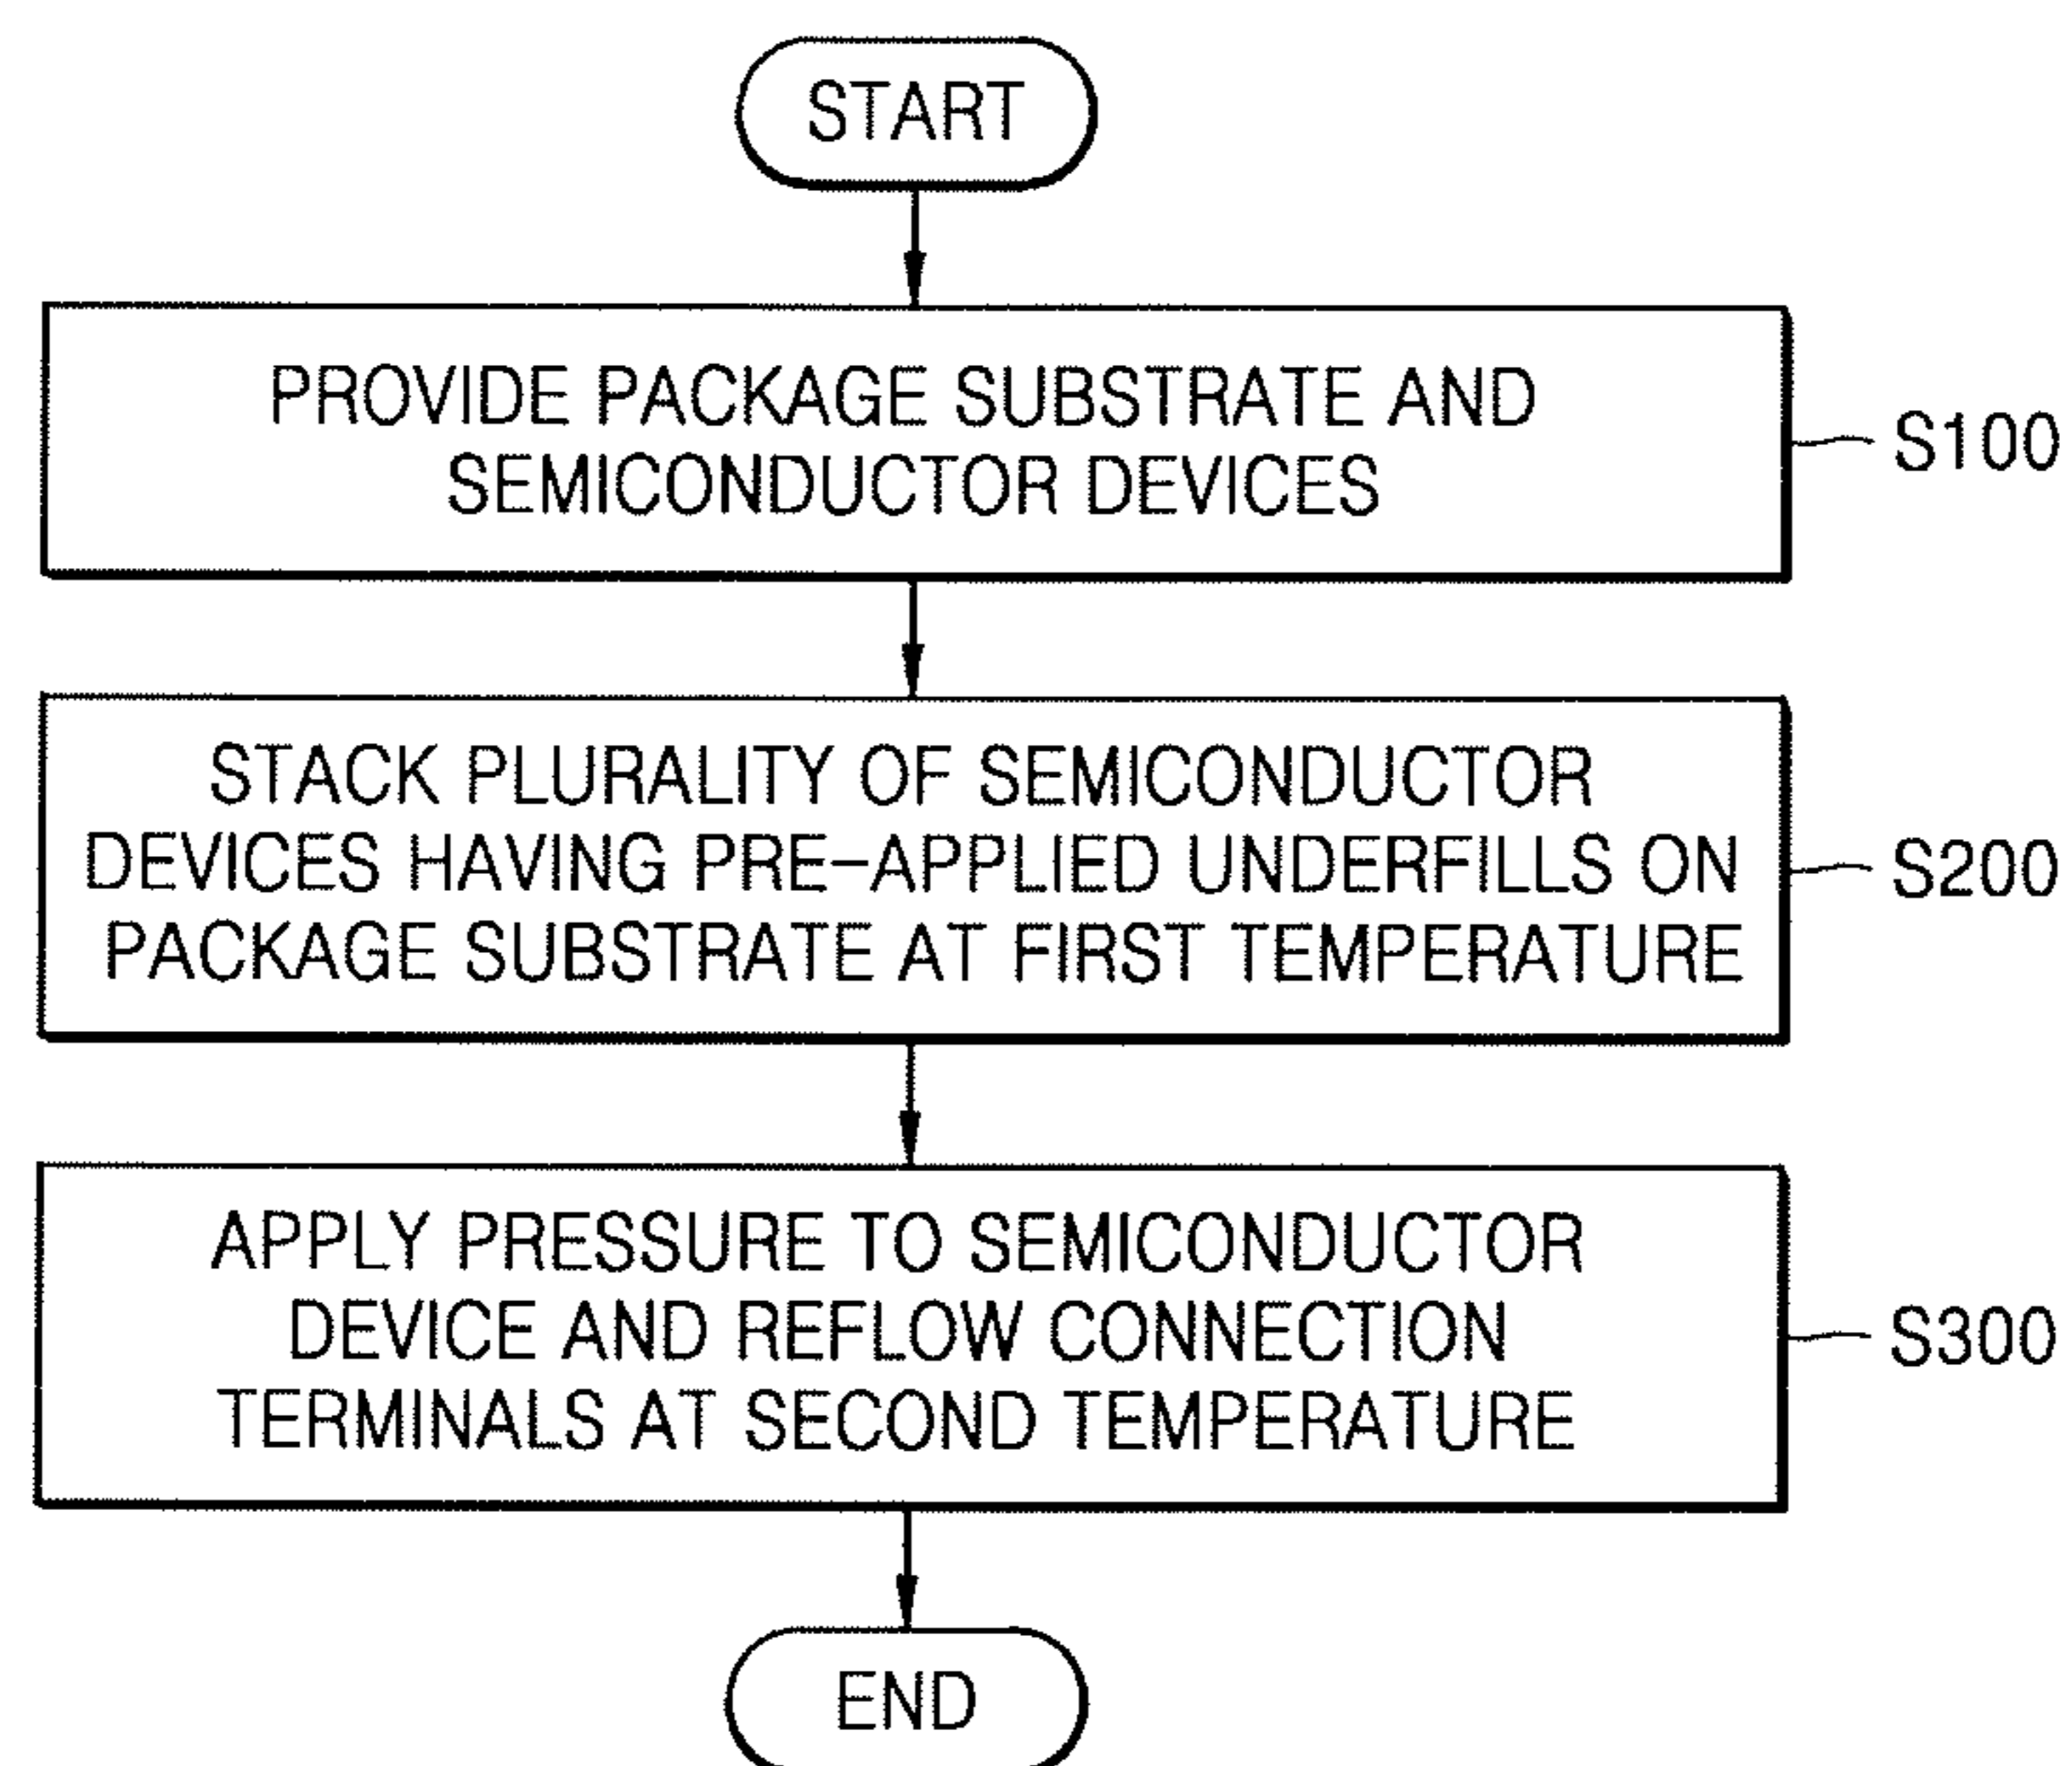 START
PROVIDE PACKAGE SUBSTRATE AND
SEMICONDUCTOR DEVICES
S100
STACK PLURALITY OF SEMICONDUCTOR
DEVICES HAVING PRE-APPLIED UNDERFILLS ON
PACKAGE SUBSTRATE AT FIRST TEMPERATURE
S200
APPLY PRESSURE TO SEMICONDUCTOR
DEVICE AND REFLOW CONNECTION
TERMINALS AT SECOND TEMPERATURE
S300
END